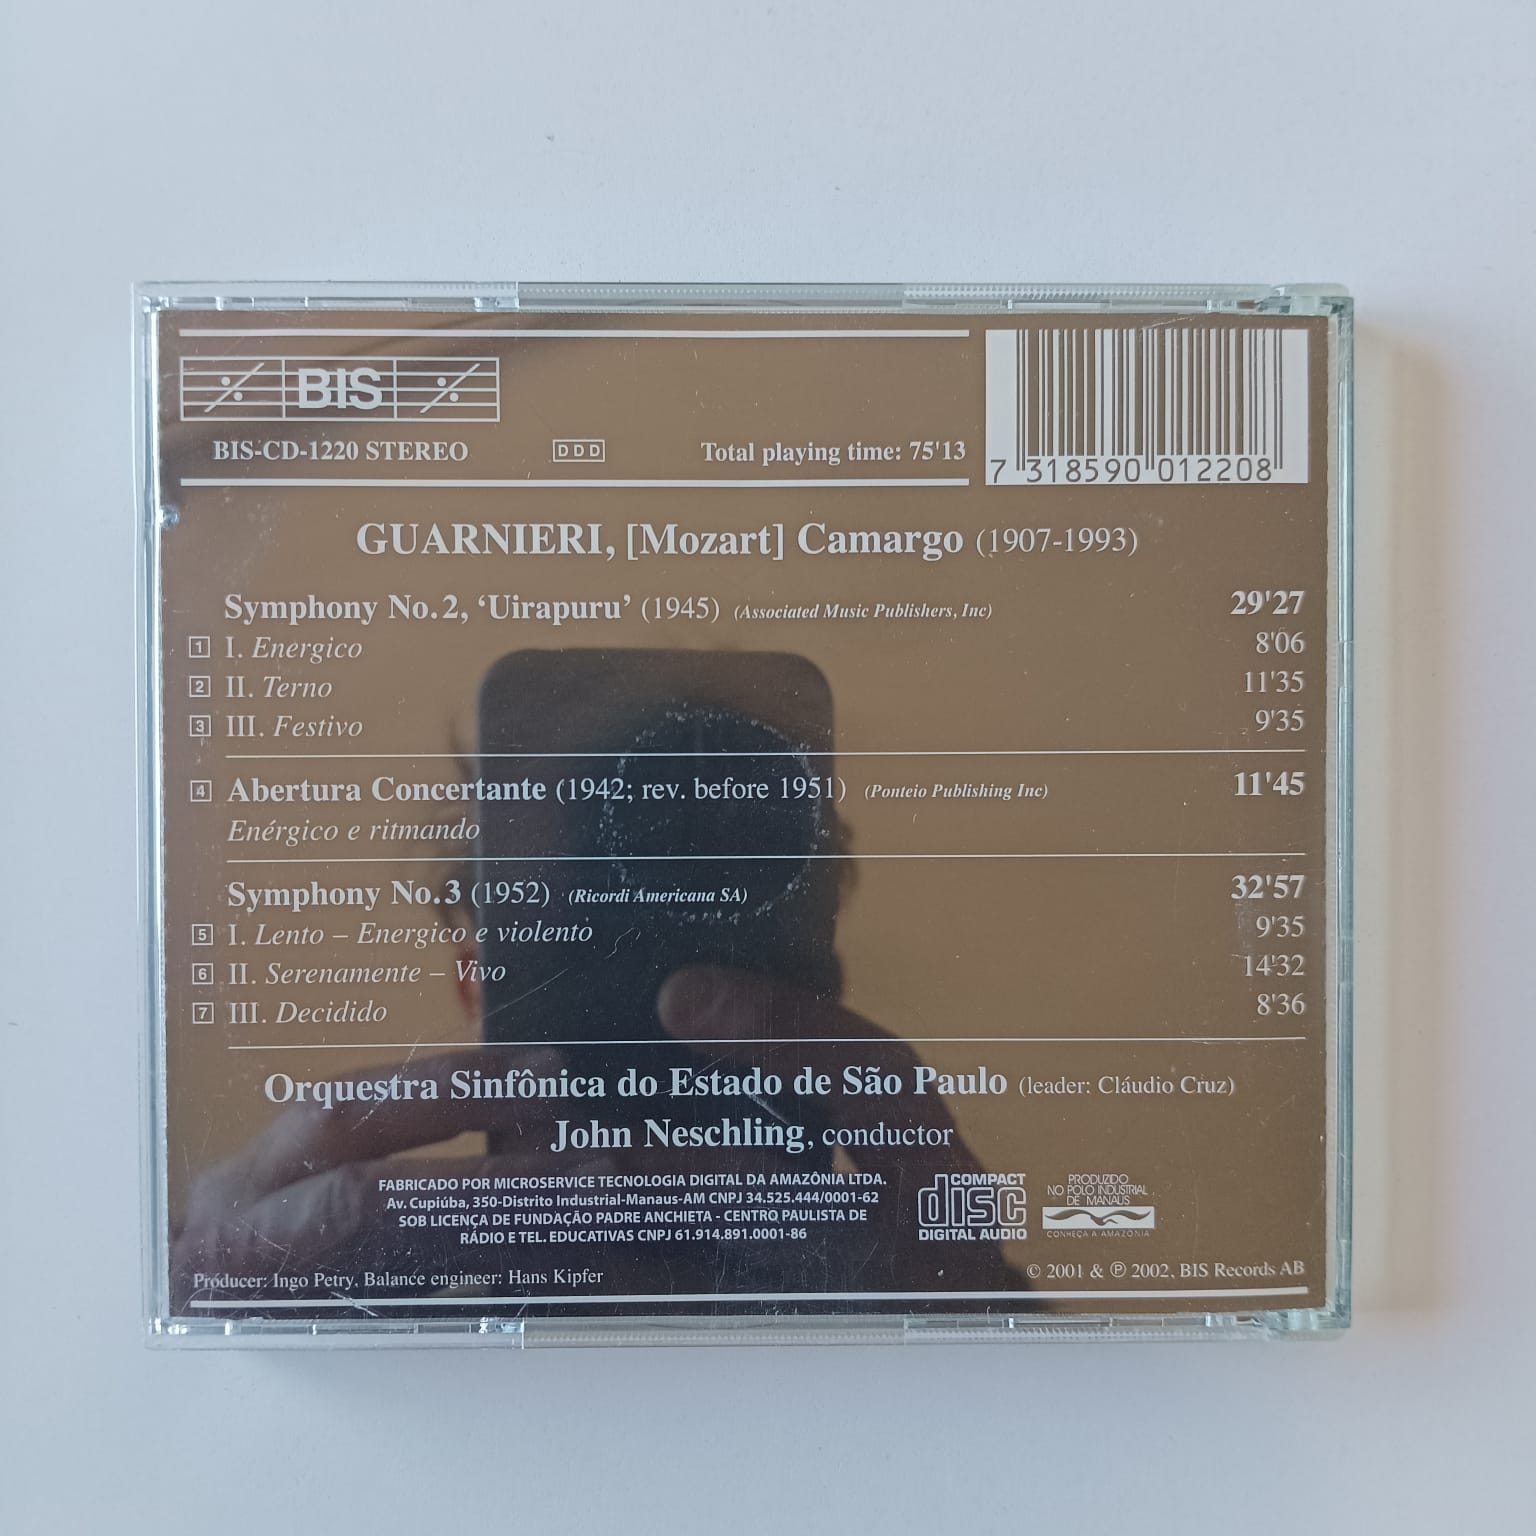 BIS
BIS-CD-1220 STEREO DDD Total playing time: 75'13
7 318590 012208
GUARNIERI, [Mozart] Camargo (1907-1993)
Symphony No. 2, ‘Uirapuru’ (1945) (Associated Music Publishers, Inc) 29'27
1 I. Energico 8'06
2 II. Terno 11'35
3 III. Festivo 9'35
4 Abertura Concertante (1942; rev. before 1951) (Ponteio Publishing Inc) 11'45
Enérgico e ritmando
Symphony No. 3 (1952) (Ricordi Americana SA) 32'57
5 I. Lento – Energico e violento 9'35
6 II. Serenamente – Vivo 14'32
7 III. Decidido 8'36
Orquestra Sinfônica do Estado de São Paulo (leader: Cláudio Cruz)
John Neschling, conductor
FABRICADO POR MICROSERVICE TECNOLOGIA DIGITAL DA AMAZÔNIA LTDA.
Av. Cupiúba, 350-Distrito Industrial-Manaus-AM CNPJ 34.525.444/0001-62
SOB LICENÇA DE FUNDAÇÃO PADRE ANCHIETA - CENTRO PAULISTA DE
RÁDIO E TEL. EDUCATIVAS CNPJ 61.914.891.0001-86
COMPACT
disc
DIGITAL AUDIO
PRODUZIDO
NO POLO INDUSTRIAL
DE MANAUS
CONHEÇA A AMAZÔNIA
Producer: Ingo Petry, Balance engineer: Hans Kipfer
© 2001 & ℗ 2002, BIS Records AB